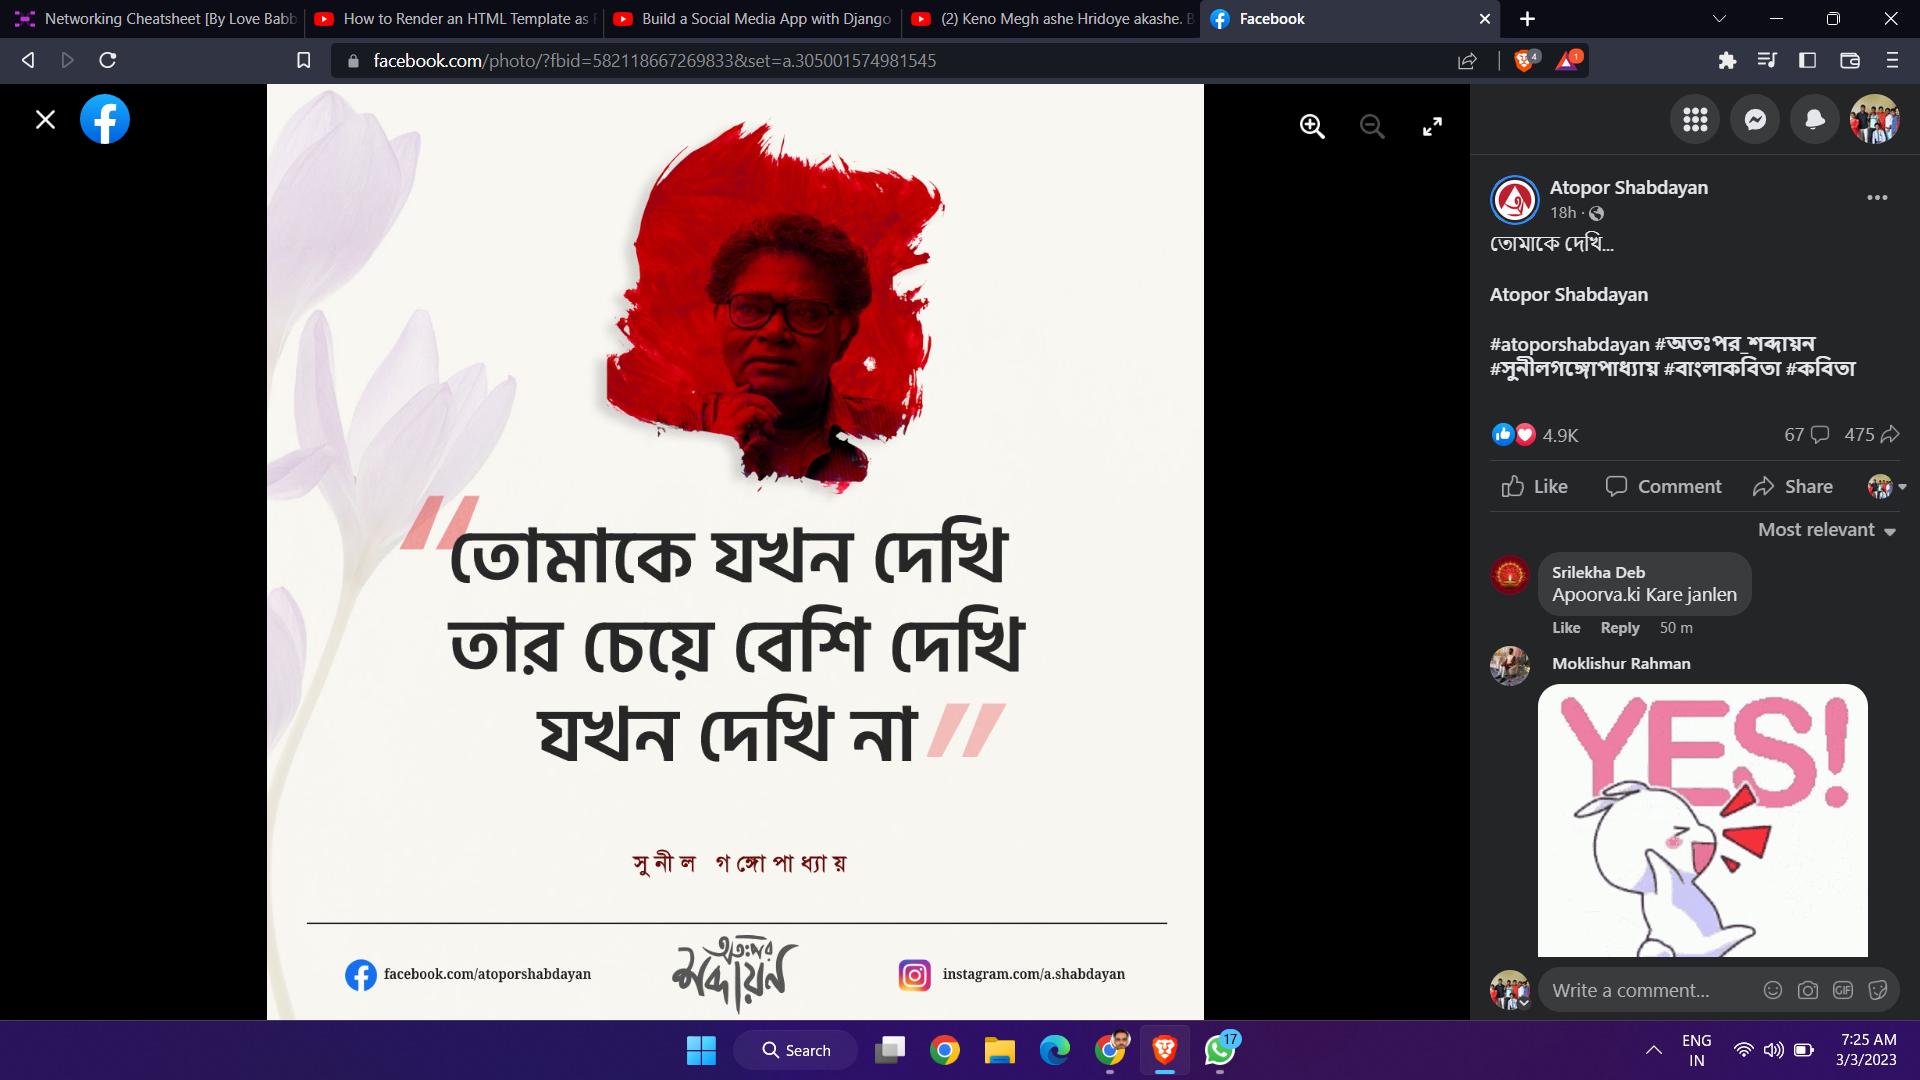 Networking Cheatsheet [By Love Babb
How to Render an HTML Template as
Build a Social Media App with Django
(2) Keno Megh ashe Hridoye akashe.
Facebook
facebook.com/photo/?fbid=582118667269833&set=a.305001574981545
4
1
তোমাকে যখন দেখি
তার চেয়ে বেশি দেখি
যখন দেখি না
সুনীল গঙ্গোপাধ্যায়
facebook.com/atoporshabdayan
অতঃপর
শব্দায়ন
instagram.com/a.shabdayan
Atopor Shabdayan
18h ·
তোমাকে দেখি...
Atopor Shabdayan
#atoporshabdayan #অতঃপর_শব্দায়ন
#সুনীলগঙ্গোপাধ্যায় #বাংলাকবিতা #কবিতা
4.9K 67 475
Like Comment Share
Most relevant
Srilekha Deb
Apoorva.ki Kare janlen
Like Reply 50 m
Moklishur Rahman
YES!
Write a comment...
GIF
Search
17
ENG
IN
7:25 AM
3/3/2023